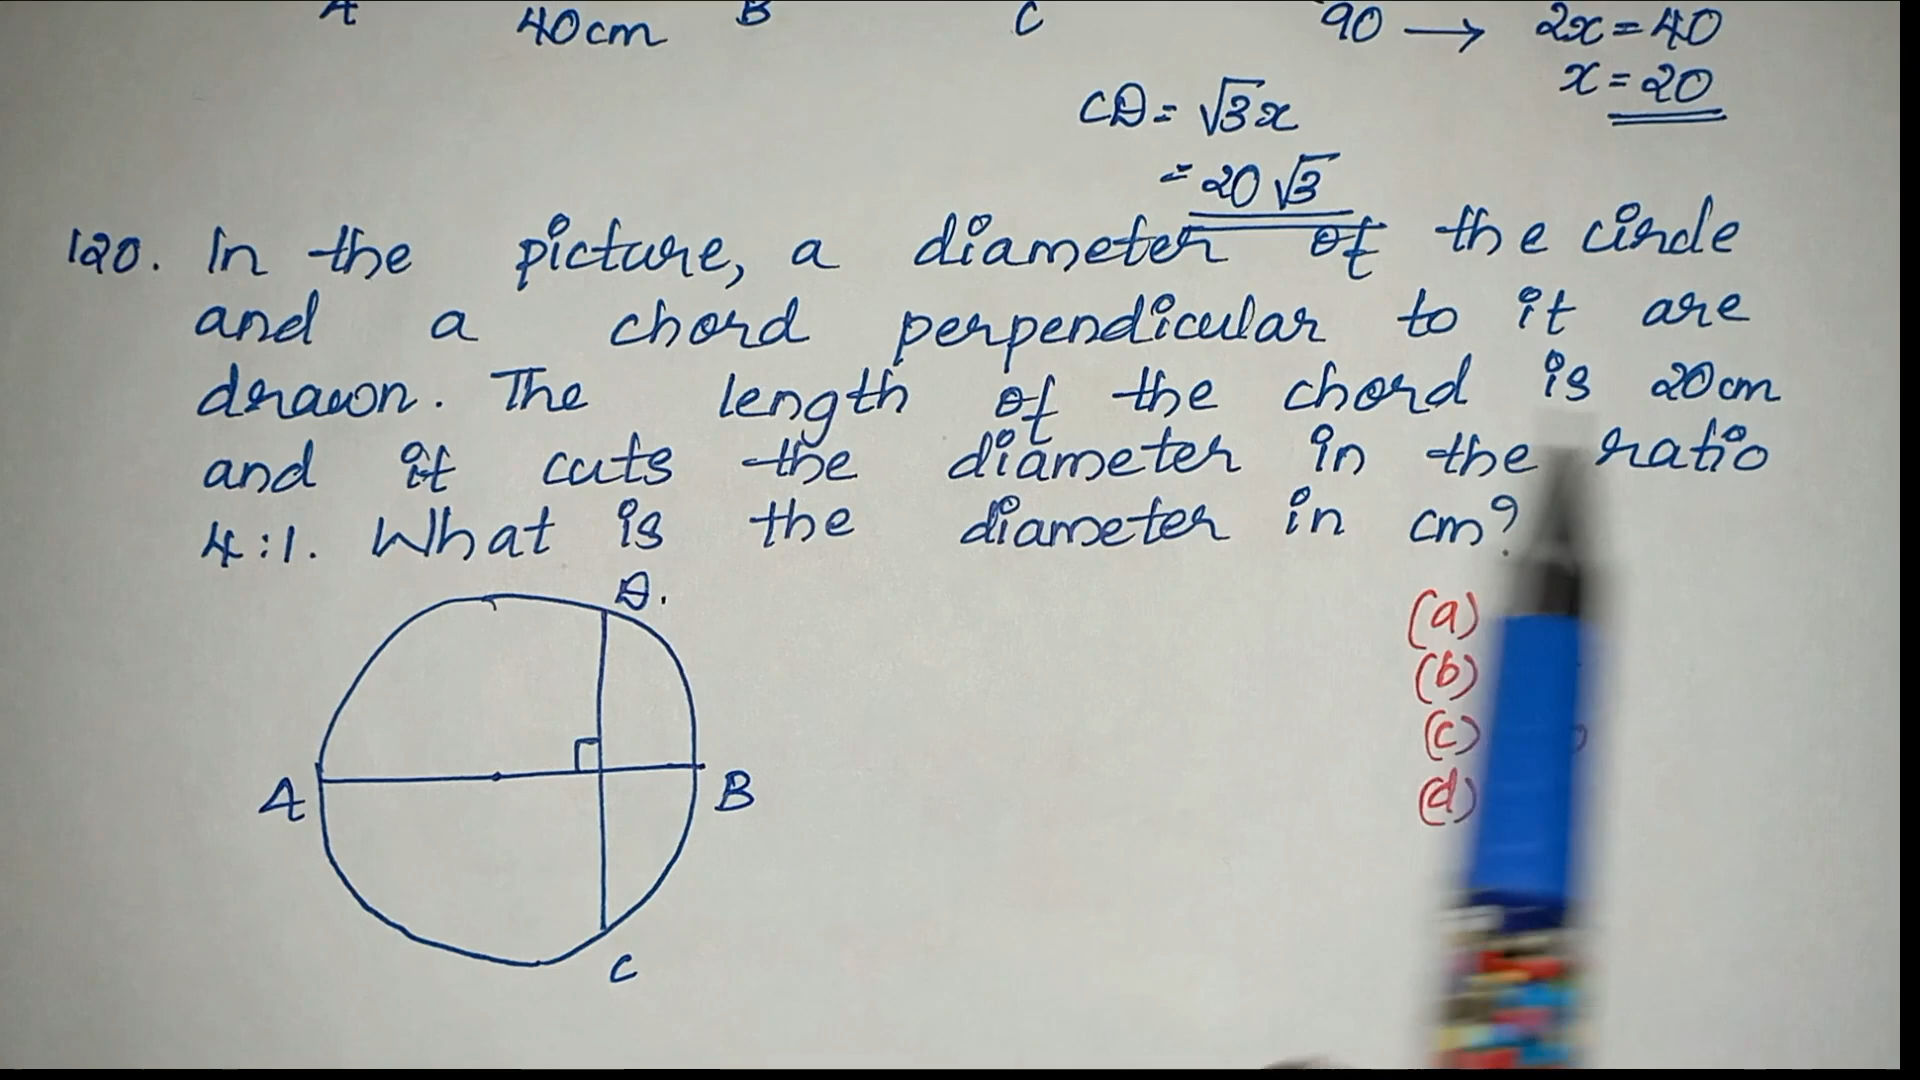 A 40cm B C 90 → 2x=40
x=20
CD= √3x
= 20√3
120. In the picture, a diameter of the circle
and a chord perpendicular to it are
drawn. The length of the chord is 20cm
and it cuts the diameter in the ratio
4:1. What is the diameter in cm?
D.
(a)
(b)
(c)
A B
(d)
C